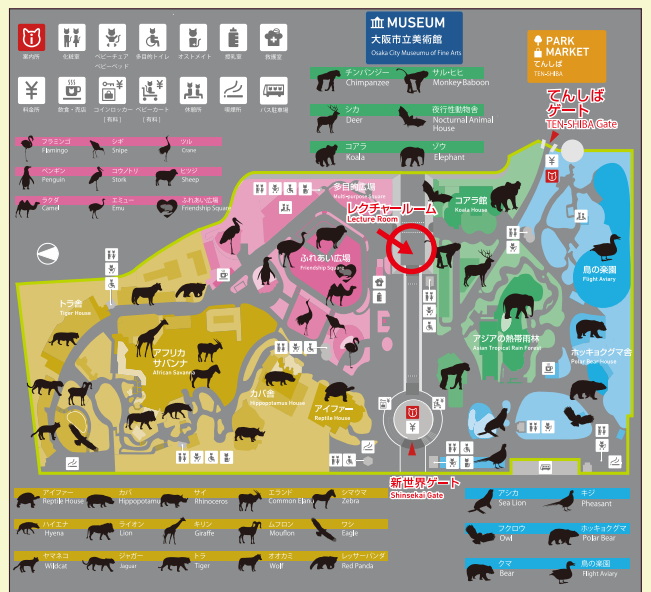 MUSEUM
大阪市立美術館
Osaka City Museumu of Fine Arts
PARK
MARKET
てんしば
TEN-SHIBA
案内所
化粧室
ベビーチェア
ベビーベッド
多目的トイレ
オストメイト
授乳室
救護室
料金所
飲食・売店
コインロッカー
(有料)
ベビーカート
(有料)
休憩所
喫煙所
バス駐車場
チンパンジー
Chimpanzee
サル・ヒヒ
Monkey・Baboon
シカ
Deer
夜行性動物舎
Nocturnal Animal
House
コアラ
Koala
ゾウ
Elephant
てんしば
ゲート
TEN-SHIBA Gate
フラミンゴ
Flamingo
シギ
Snipe
ツル
Crane
ペンギン
Penguin
コウノトリ
Stork
ヒツジ
Sheep
ラクダ
Camel
エミュー
Emu
ふれあい広場
Friendship Square
多目的広場
Multi-purpose Square
レクチャールーム
Lecture Room
コアラ館
Koala House
ふれあい広場
Friendship Square
鳥の楽園
Flight Aviary
トラ舎
Tiger House
アフリカ
サバンナ
African Savanna
アジアの熱帯雨林
Asian Tropical Rain Forest
ホッキョクグマ舎
Polar Bear House
カバ舎
Hippopotamus House
アイファー
Reptile House
新世界ゲート
Shinsekai Gate
アイファー
Reptile House
カバ
Hippopotamu
サイ
Rhinoceros
エランド
Common Elan
シマウマ
Zebra
ハイエナ
Hyena
ライオン
Lion
キリン
Giraffe
ムフロン
Mouflon
ワシ
Eagle
ヤマネコ
Wildcat
ジャガー
Jaguar
トラ
Tiger
オオカミ
Wolf
レッサーパンダ
Red Panda
アシカ
Sea Lion
キジ
Pheasant
フクロウ
Owl
ホッキョクグマ
Polar Bear
クマ
Bear
鳥の楽園
Flight Aviary